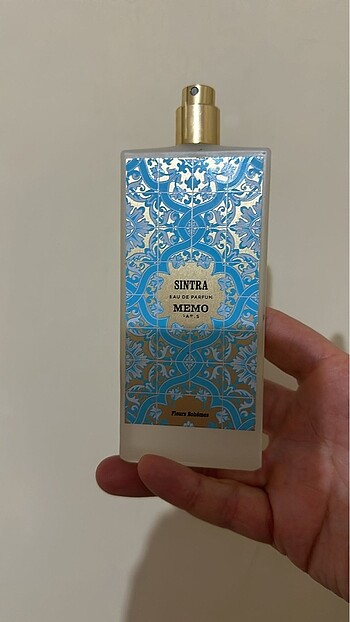 SINTRA
EAU DE PARFUM
MEMO
PARIS
Fleurs Bohèmes